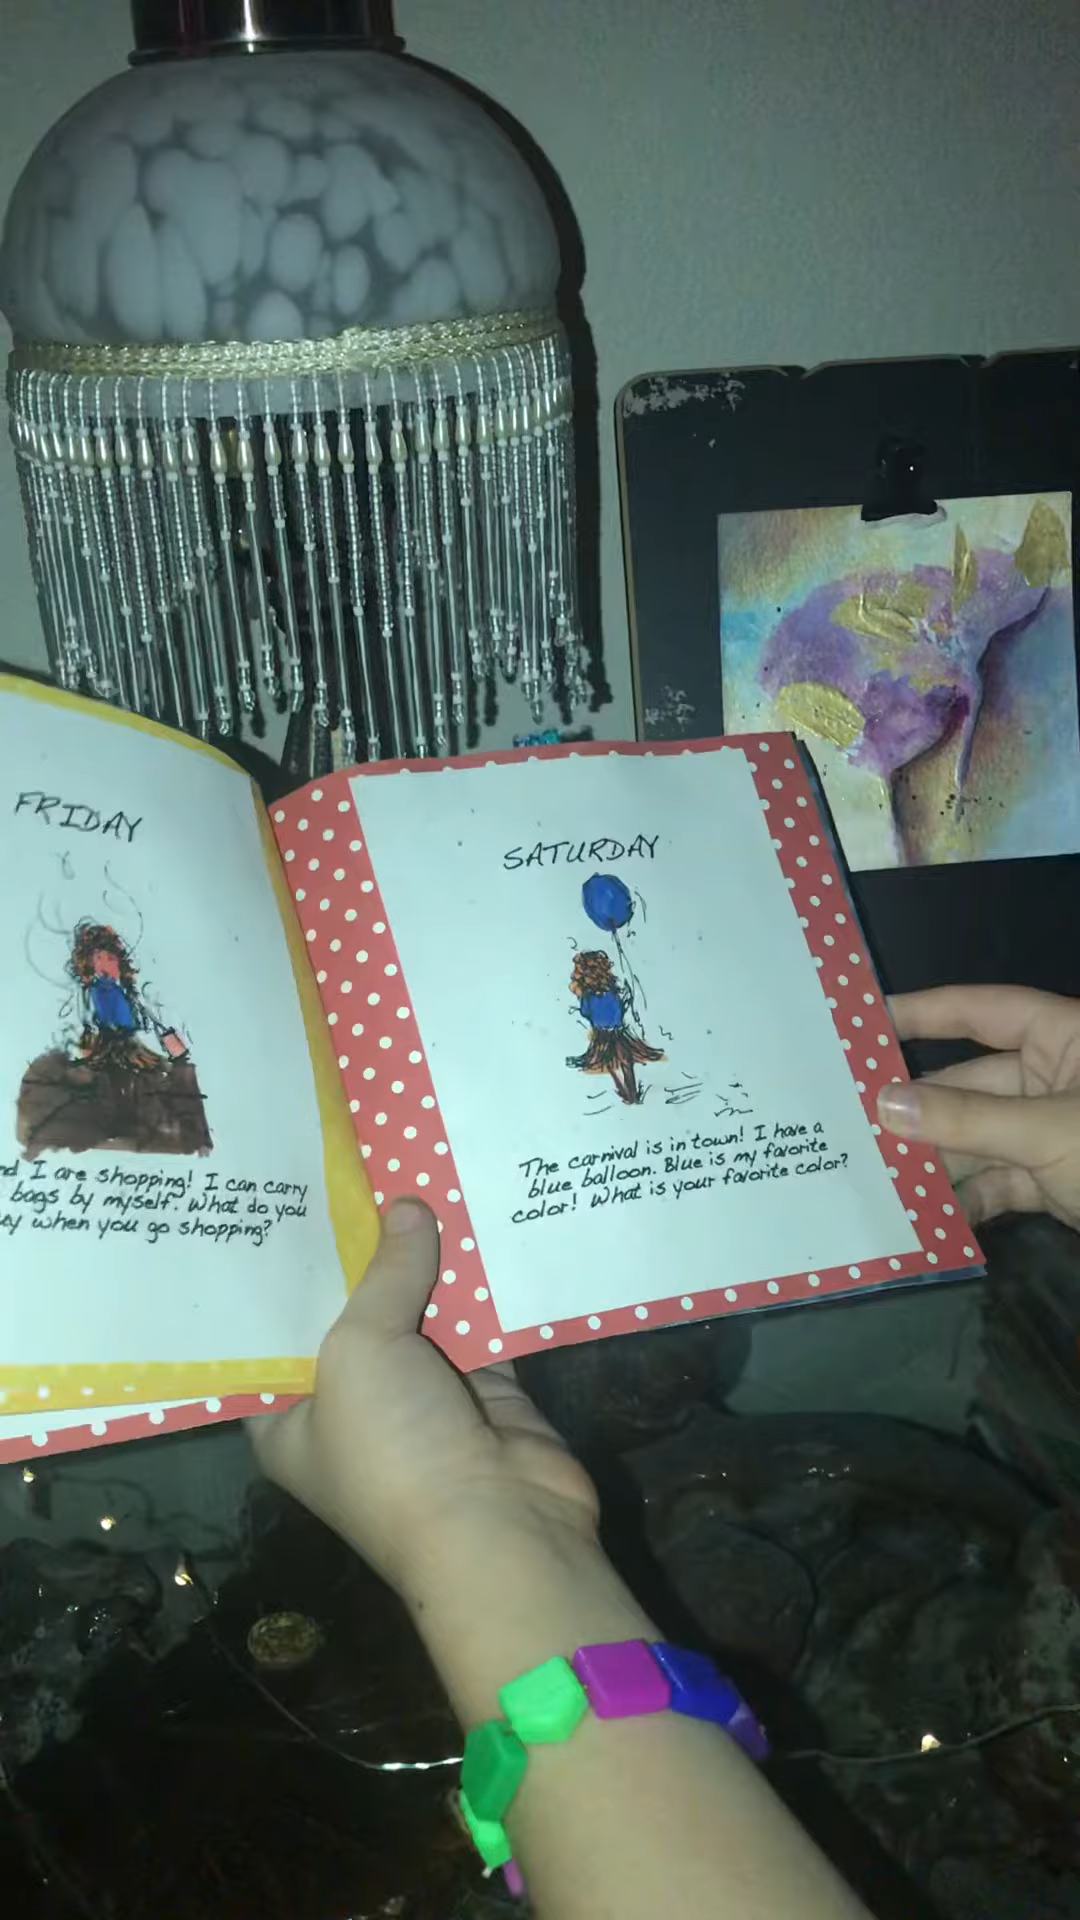 FRIDAY
I are shopping! I can carry
bags by myself. What do you
when you go shopping?
SATURDAY
The carnival is in town! I have a
blue balloon. Blue is my favorite
color! What is your favorite color?